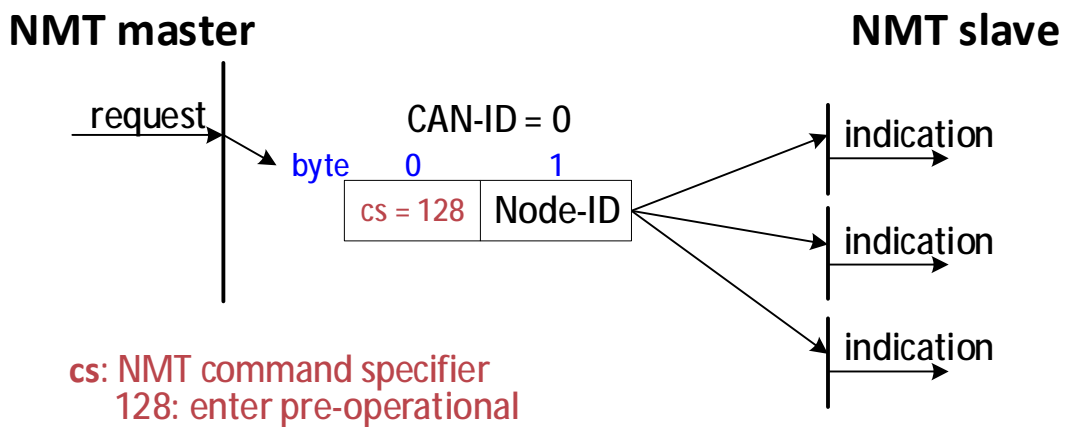 NMT master
NMT slave
request
CAN-ID = 0
indication
byte 0 1
cs = 128 Node-ID
indication
indication
cs: NMT command specifier
128: enter pre-operational